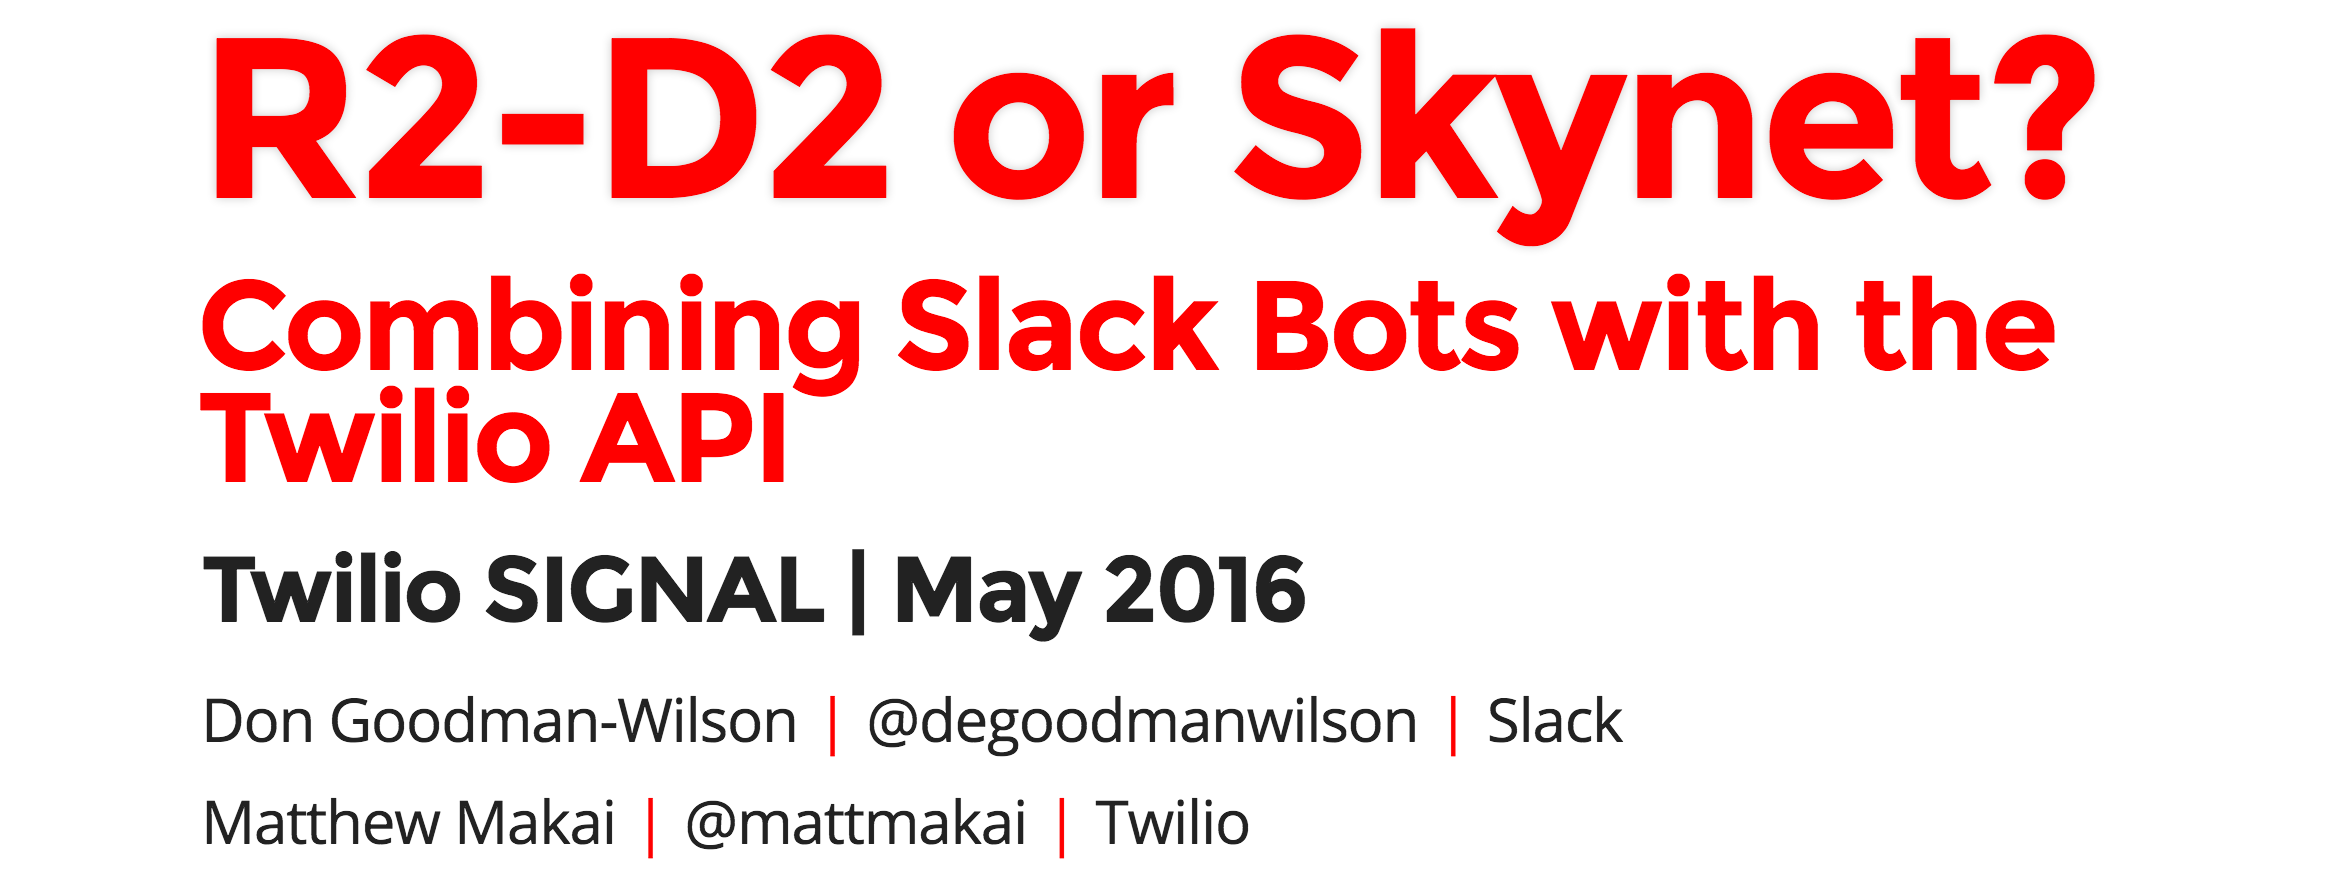 R2-D2 or Skynet?
Combining Slack Bots with the
Twilio API
Twilio SIGNAL | May 2016
Don Goodman-Wilson | @degoodmanwilson | Slack
Matthew Makai | @mattmakai | Twilio